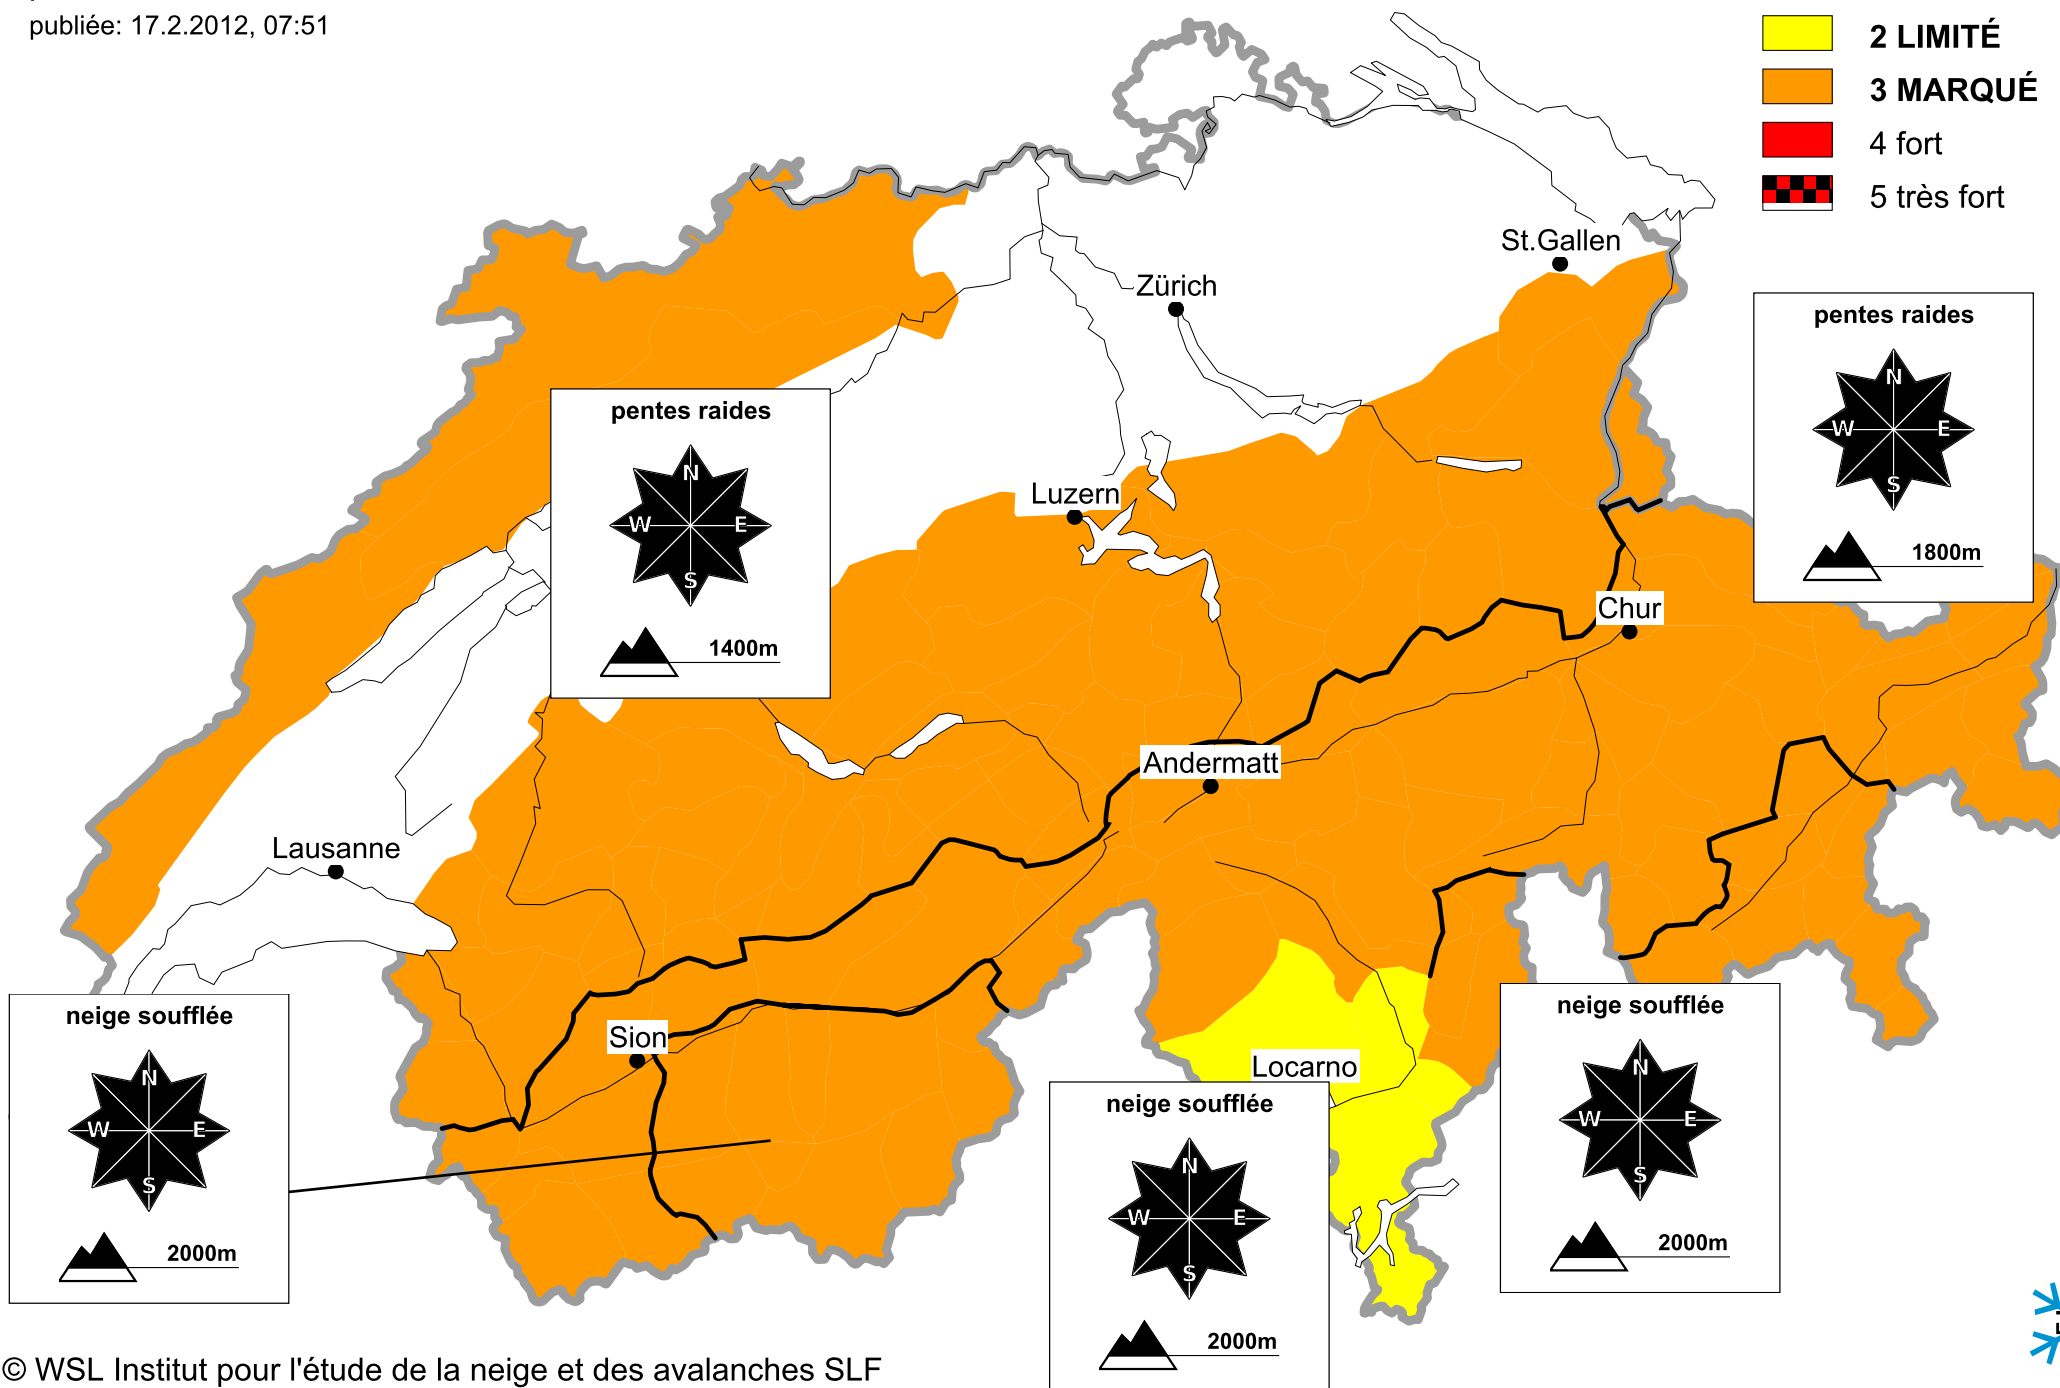 publiée: 17.2.2012, 07:51
2 LIMITÉ
3 MARQUÉ
4 fort
5 très fort
St.Gallen
Zürich
pentes raides
N
W E
S
1800m
pentes raides
N
W E
S
1400m
Luzern
Chur
Andermatt
Lausanne
Sion
Locarno
neige soufflée
N
W E
S
2000m
neige soufflée
N
W E
S
2000m
neige soufflée
N
W E
S
2000m
© WSL Institut pour l'étude de la neige et des avalanches SLF